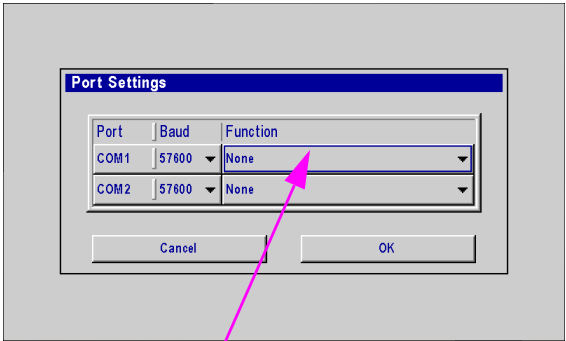 Port Settings
Port Baud Function
COM1 57600 None
COM2 57600 None
Cancel OK